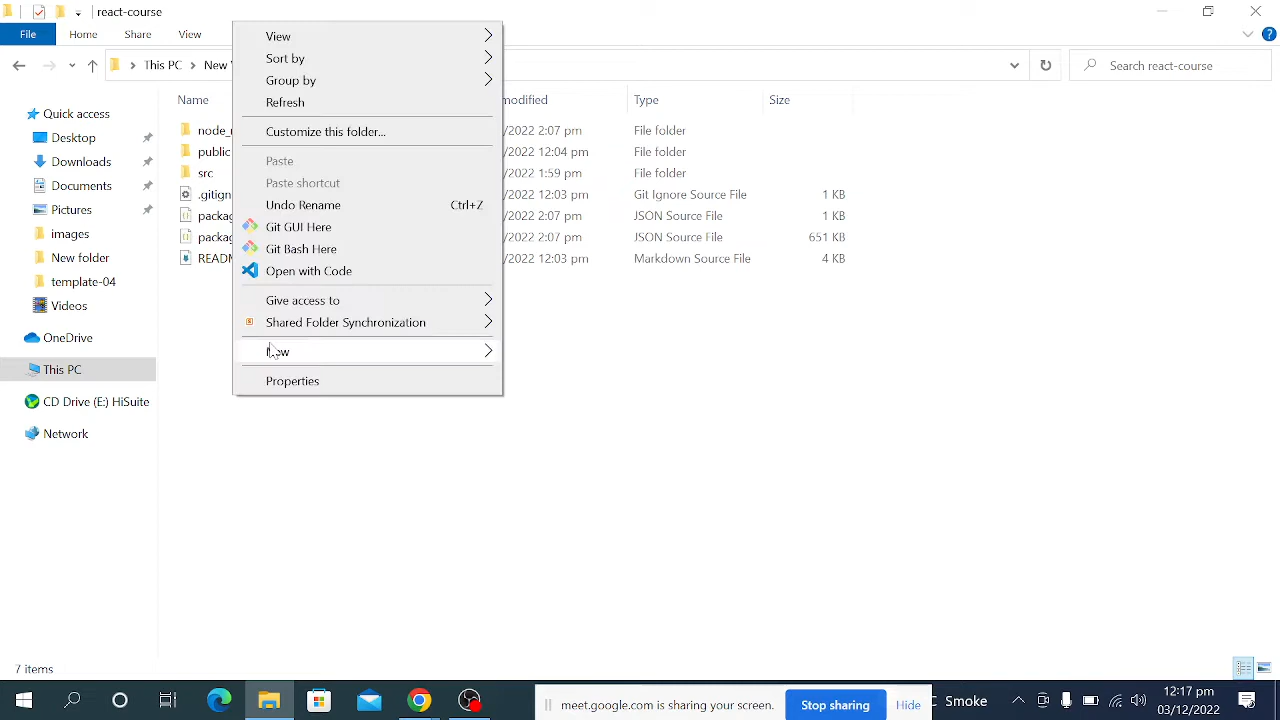 react-course
File Home Share View
This PC New
Search react-course
Name modified Type Size
Quick access
Desktop
Downloads
Documents
Pictures
images
New folder
template-04
Videos
OneDrive
This PC
CD Drive (E:) HiSuite
Network
/2022 2:07 pm File folder
public /2022 12:04 pm File folder
src /2022 1:59 pm File folder
/2022 12:03 pm Git Ignore Source File 1 KB
/2022 2:07 pm JSON Source File 1 KB
/2022 2:07 pm JSON Source File 651 KB
/2022 12:03 pm Markdown Source File 4 KB
View
Sort by
Group by
Refresh
Customize this folder...
Paste
Paste shortcut
Undo Rename Ctrl+Z
Git GUI Here
Git Bash Here
Open with Code
Give access to
Shared Folder Synchronization
New
Properties
7 items
meet.google.com is sharing your screen. Stop sharing Hide
Smoke
12:17 pm
03/12/2022